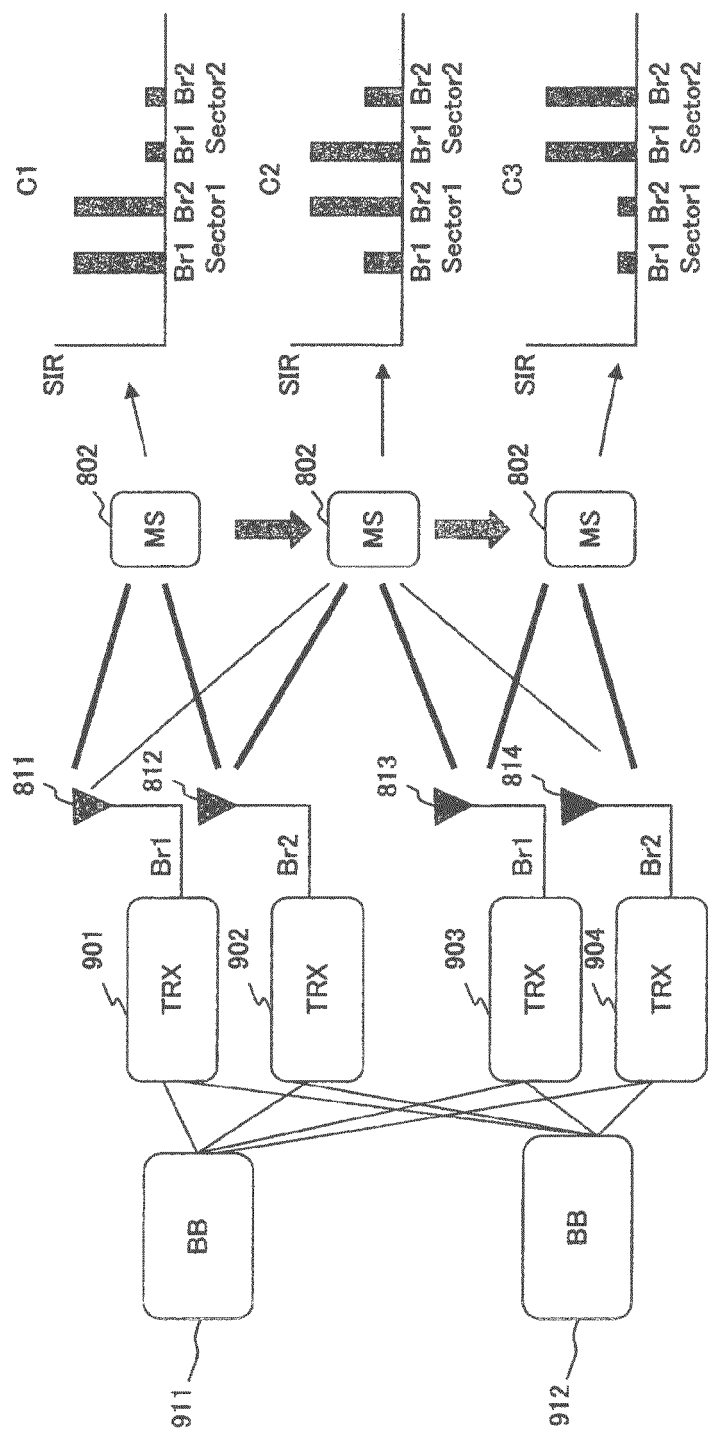 911
BB
912
BB
901
TRX
902
TRX
903
TRX
904
TRX
Br1
Br2
Br1
Br2
811
812
813
814
802
MS
802
MS
802
MS
C1
SIR
Br1 Br2 Br1 Br2
Sector1 Sector2
C2
SIR
Br1 Br2 Br1 Br2
Sector1 Sector2
C3
SIR
Br1 Br2 Br1 Br2
Sector1 Sector2